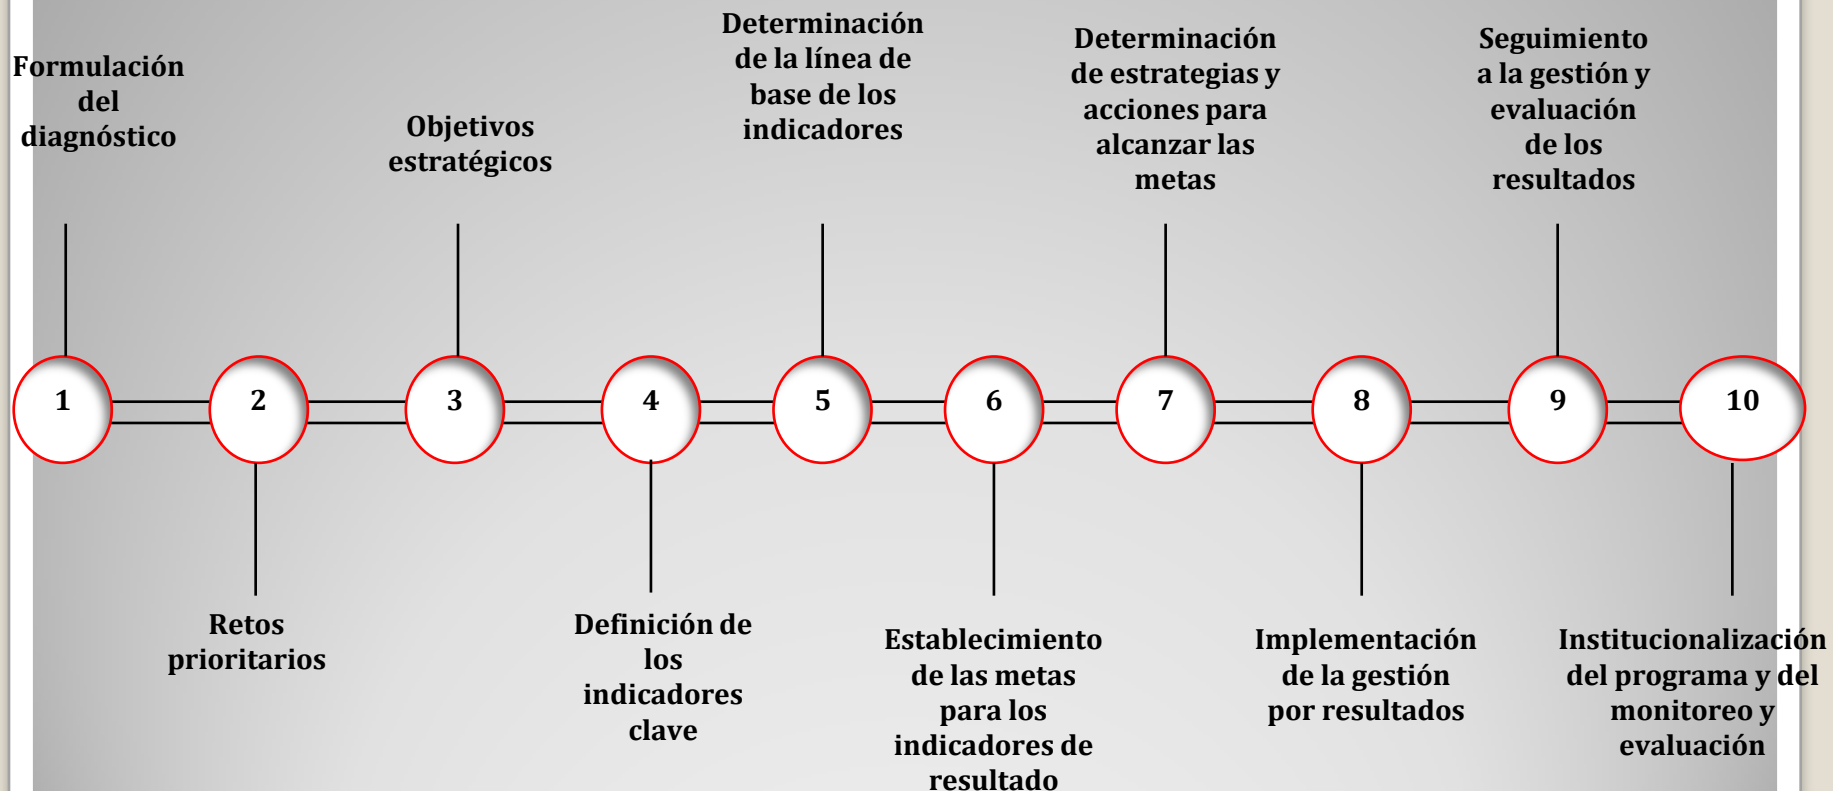 Formulación
del
diagnóstico
Objetivos
estratégicos
Determinación
de la línea de
base de los
indicadores
Determinación
de estrategias y
acciones para
alcanzar las
metas
Seguimiento
a la gestión y
evaluación
de los
resultados
1
2
3
4
5
6
7
8
9
10
Retos
prioritarios
Definición de
los
indicadores
clave
Establecimiento
de las metas
para los
indicadores de
resultado
Implementación
de la gestión
por resultados
Institucionalización
del programa y del
monitoreo y
evaluación